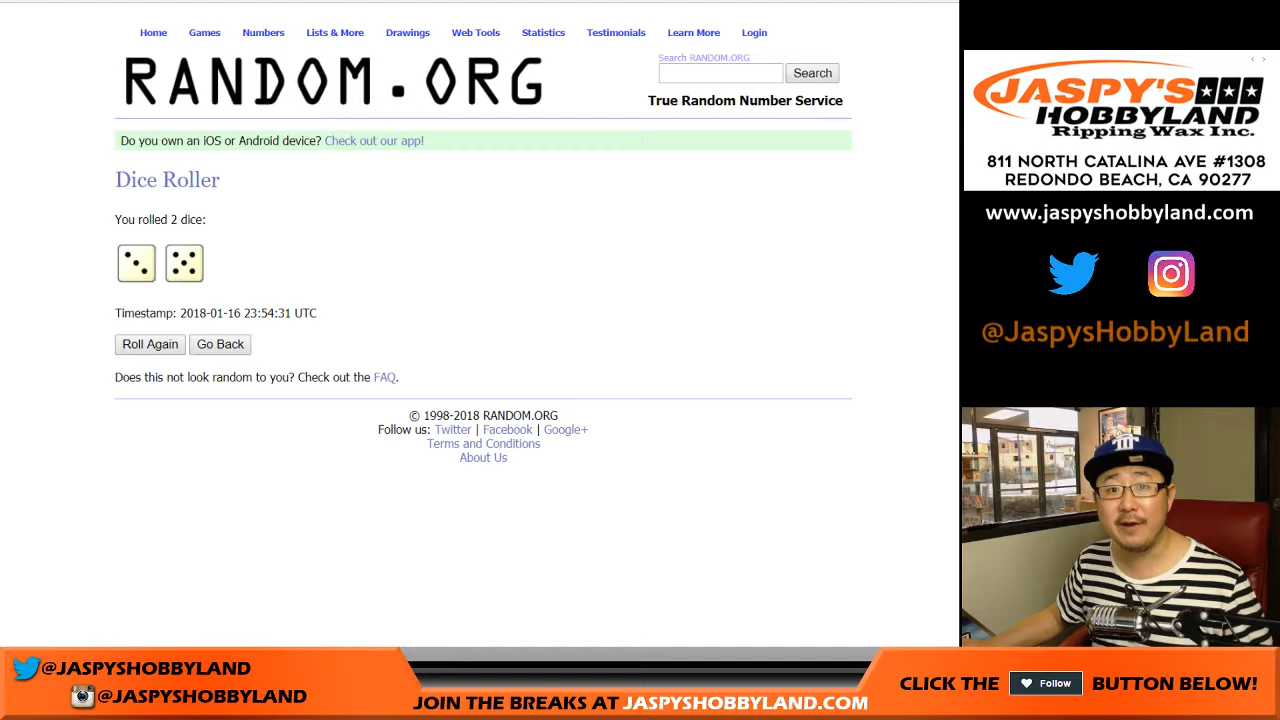 Home Games Numbers Lists & More Drawings Web Tools Statistics Testimonials Learn More Login
RANDOM.ORG
Search RANDOM.ORG
Search
True Random Number Service
Do you own an iOS or Android device? Check out our app!
Dice Roller
You rolled 2 dice:
Timestamp: 2018-01-16 23:54:31 UTC
Roll Again Go Back
Does this not look random to you? Check out the FAQ.
© 1998-2018 RANDOM.ORG
Follow us: Twitter | Facebook | Google+
Terms and Conditions
About Us
JASPY'S
HOBBYLAND
Ripping Wax Inc.
811 NORTH CATALINA AVE #1308
REDONDO BEACH, CA 90277
www.jaspyshobbyland.com
@JaspysHobbyLand
@JASPYSHOBBYLAND
@JASPYSHOBBYLAND
JOIN THE BREAKS AT JASPYSHOBBYLAND.COM
CLICK THE Follow BUTTON BELOW!